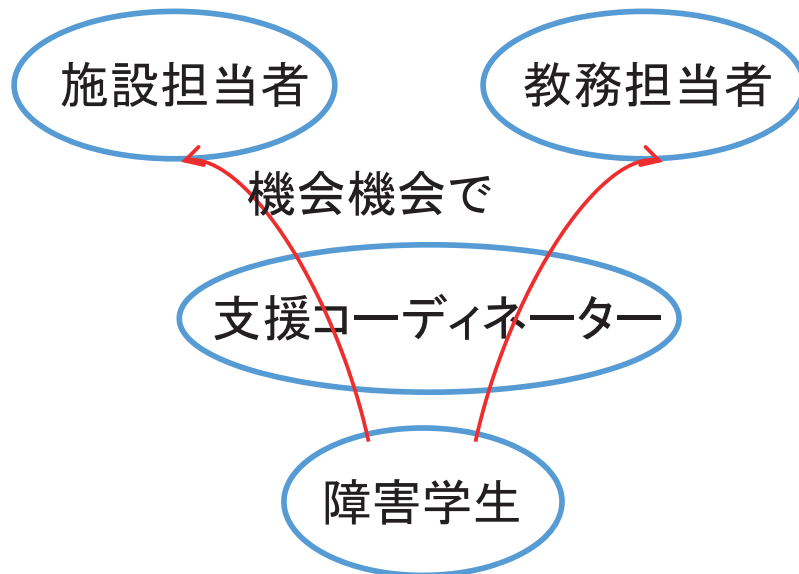 施設担当者
教務担当者
機会機会で
支援コーディネーター
障害学生